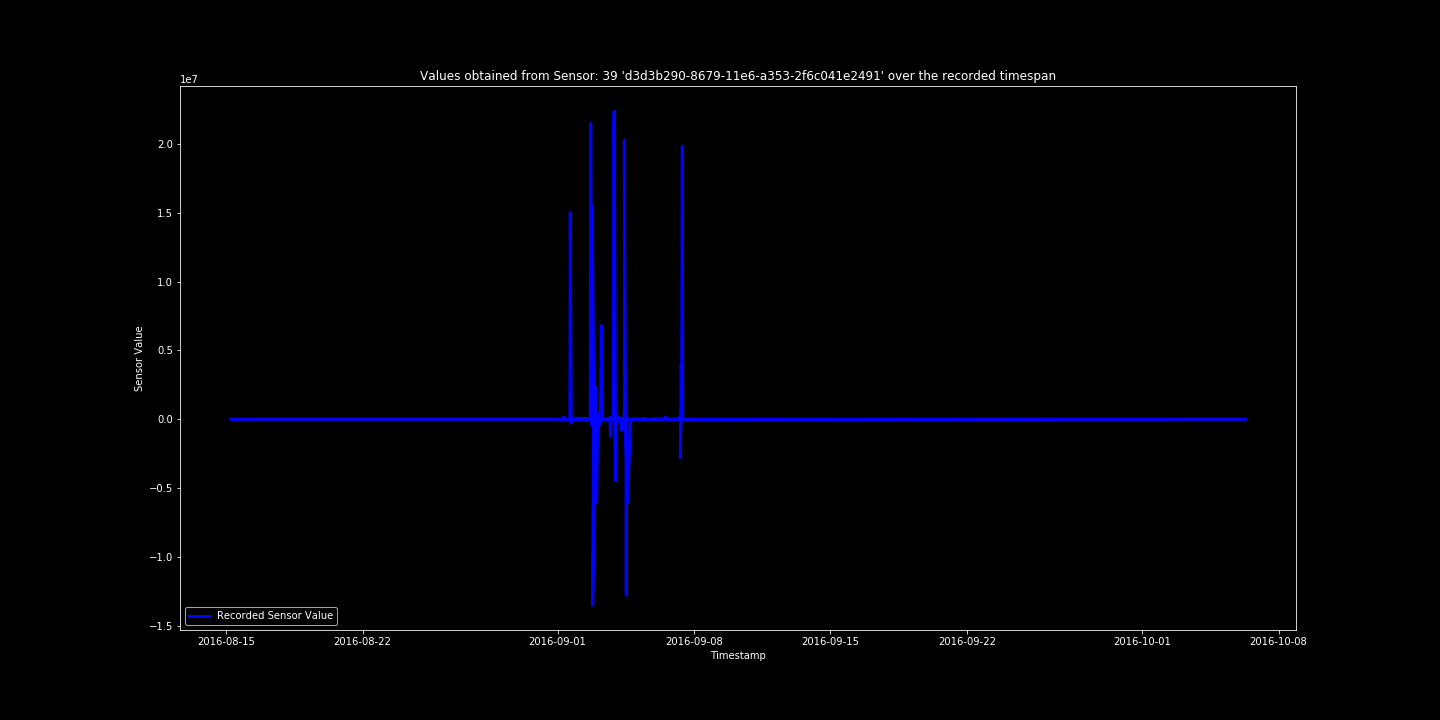 Values obtained from Sensor: 39 'd3d3b290-8679-11e6-a353-2f6c041e2491' over the recorded timespan
1e7
2.0
1.5
1.0
0.5
0.0
−0.5
−1.0
−1.5
Sensor Value
Recorded Sensor Value
2016-08-15 2016-08-22 2016-09-01 2016-09-08 2016-09-15 2016-09-22 2016-10-01 2016-10-08
Timestamp